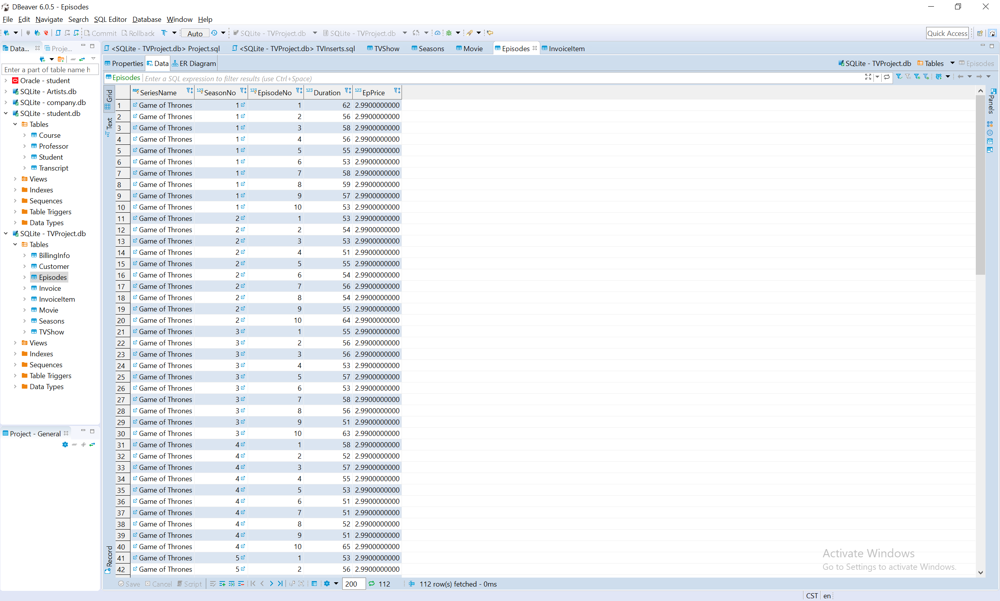 DBeaver 6.0.5 - Episodes
File Edit Navigate Search SQL Editor Database Window Help
Commit Rollback Auto SQLite - TVProject.db SQLite - TVProject.db Quick Access
Data... Proje...
<SQLite - TVProject.db> Project.sql <SQLite - TVProject.db> TVInserts.sql TVShow Seasons Movie Episodes InvoiceItem
Properties Data ER Diagram SQLite - TVProject.db Tables Episodes
Enter a part of table name h
Episodes Enter a SQL expression to filter results (use Ctrl+Space)
Oracle - student
SQLite - Artists.db
SQLite - company.db
SQLite - student.db
Tables
Course
Professor
Student
Transcript
Views
Indexes
Sequences
Table Triggers
Data Types
SQLite - TVProject.db
Tables
BillingInfo
Customer
Episodes
Invoice
InvoiceItem
Movie
Seasons
TVShow
Views
Indexes
Sequences
Table Triggers
Data Types
Project - General
Grid
Text
Record
Panels
ABC SeriesName 123 SeasonNo 123 EpisodeNo 123 Duration 123 EpPrice
1 Game of Thrones 1 1 62 2.9900000000
2 Game of Thrones 1 2 56 2.9900000000
3 Game of Thrones 1 3 58 2.9900000000
4 Game of Thrones 1 4 56 2.9900000000
5 Game of Thrones 1 5 55 2.9900000000
6 Game of Thrones 1 6 53 2.9900000000
7 Game of Thrones 1 7 58 2.9900000000
8 Game of Thrones 1 8 59 2.9900000000
9 Game of Thrones 1 9 57 2.9900000000
10 Game of Thrones 1 10 53 2.9900000000
11 Game of Thrones 2 1 53 2.9900000000
12 Game of Thrones 2 2 54 2.9900000000
13 Game of Thrones 2 3 53 2.9900000000
14 Game of Thrones 2 4 51 2.9900000000
15 Game of Thrones 2 5 55 2.9900000000
16 Game of Thrones 2 6 54 2.9900000000
17 Game of Thrones 2 7 56 2.9900000000
18 Game of Thrones 2 8 54 2.9900000000
19 Game of Thrones 2 9 55 2.9900000000
20 Game of Thrones 2 10 64 2.9900000000
21 Game of Thrones 3 1 55 2.9900000000
22 Game of Thrones 3 2 56 2.9900000000
23 Game of Thrones 3 3 56 2.9900000000
24 Game of Thrones 3 4 53 2.9900000000
25 Game of Thrones 3 5 57 2.9900000000
26 Game of Thrones 3 6 53 2.9900000000
27 Game of Thrones 3 7 58 2.9900000000
28 Game of Thrones 3 8 56 2.9900000000
29 Game of Thrones 3 9 51 2.9900000000
30 Game of Thrones 3 10 63 2.9900000000
31 Game of Thrones 4 1 58 2.9900000000
32 Game of Thrones 4 2 52 2.9900000000
33 Game of Thrones 4 3 57 2.9900000000
34 Game of Thrones 4 4 55 2.9900000000
35 Game of Thrones 4 5 53 2.9900000000
36 Game of Thrones 4 6 51 2.9900000000
37 Game of Thrones 4 7 51 2.9900000000
38 Game of Thrones 4 8 52 2.9900000000
39 Game of Thrones 4 9 51 2.9900000000
40 Game of Thrones 4 10 65 2.9900000000
41 Game of Thrones 5 1 53 2.9900000000
42 Game of Thrones 5 2 56 2.9900000000
Activate Windows
Go to Settings to activate Windows.
Save Cancel Script 200 112 112 row(s) fetched - 0ms
CST en